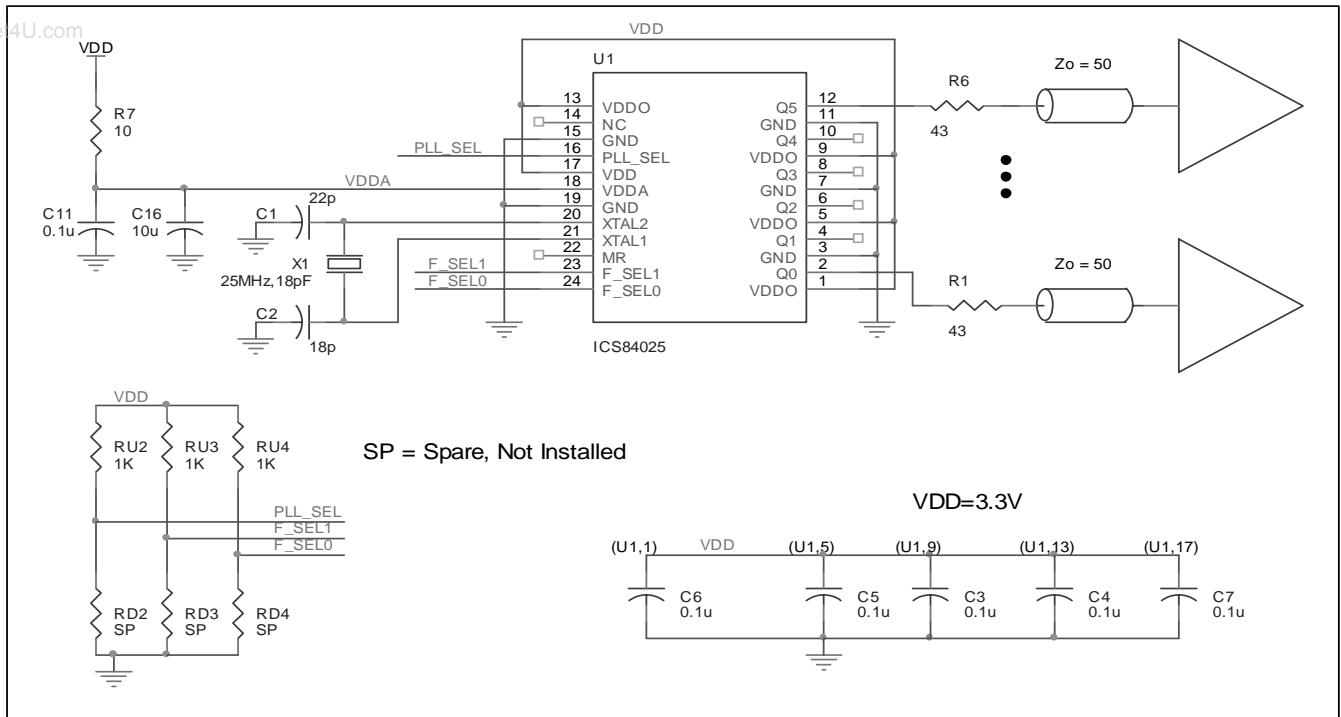 et4U.com
VDD
R7
10
VDDA
C11
0.1u
C16
10u
PLL_SEL
C1
22p
X1
25MHz,18pF
C2
18p
F_SEL1
F_SEL0
VDD
U1
13 VDDO
14 NC
15 GND
16 PLL_SEL
17 VDD
18 VDDA
19 GND
20 XTAL2
21 XTAL1
22 MR
23 F_SEL1
24 F_SEL0
Q5 12
GND 11
Q4 10
VDDO 9
Q3 8
GND 7
Q2 6
VDDO 5
Q1 4
GND 3
Q0 2
VDDO 1
ICS84025
R6
43
Zo = 50
R1
43
Zo = 50
VDD
RU2
1K
RU3
1K
RU4
1K
PLL_SEL
F_SEL1
F_SEL0
RD2
SP
RD3
SP
RD4
SP
SP = Spare, Not Installed
VDD=3.3V
(U1,1) VDD (U1,5) (U1,9) (U1,13) (U1,17)
C6
0.1u
C5
0.1u
C3
0.1u
C4
0.1u
C7
0.1u